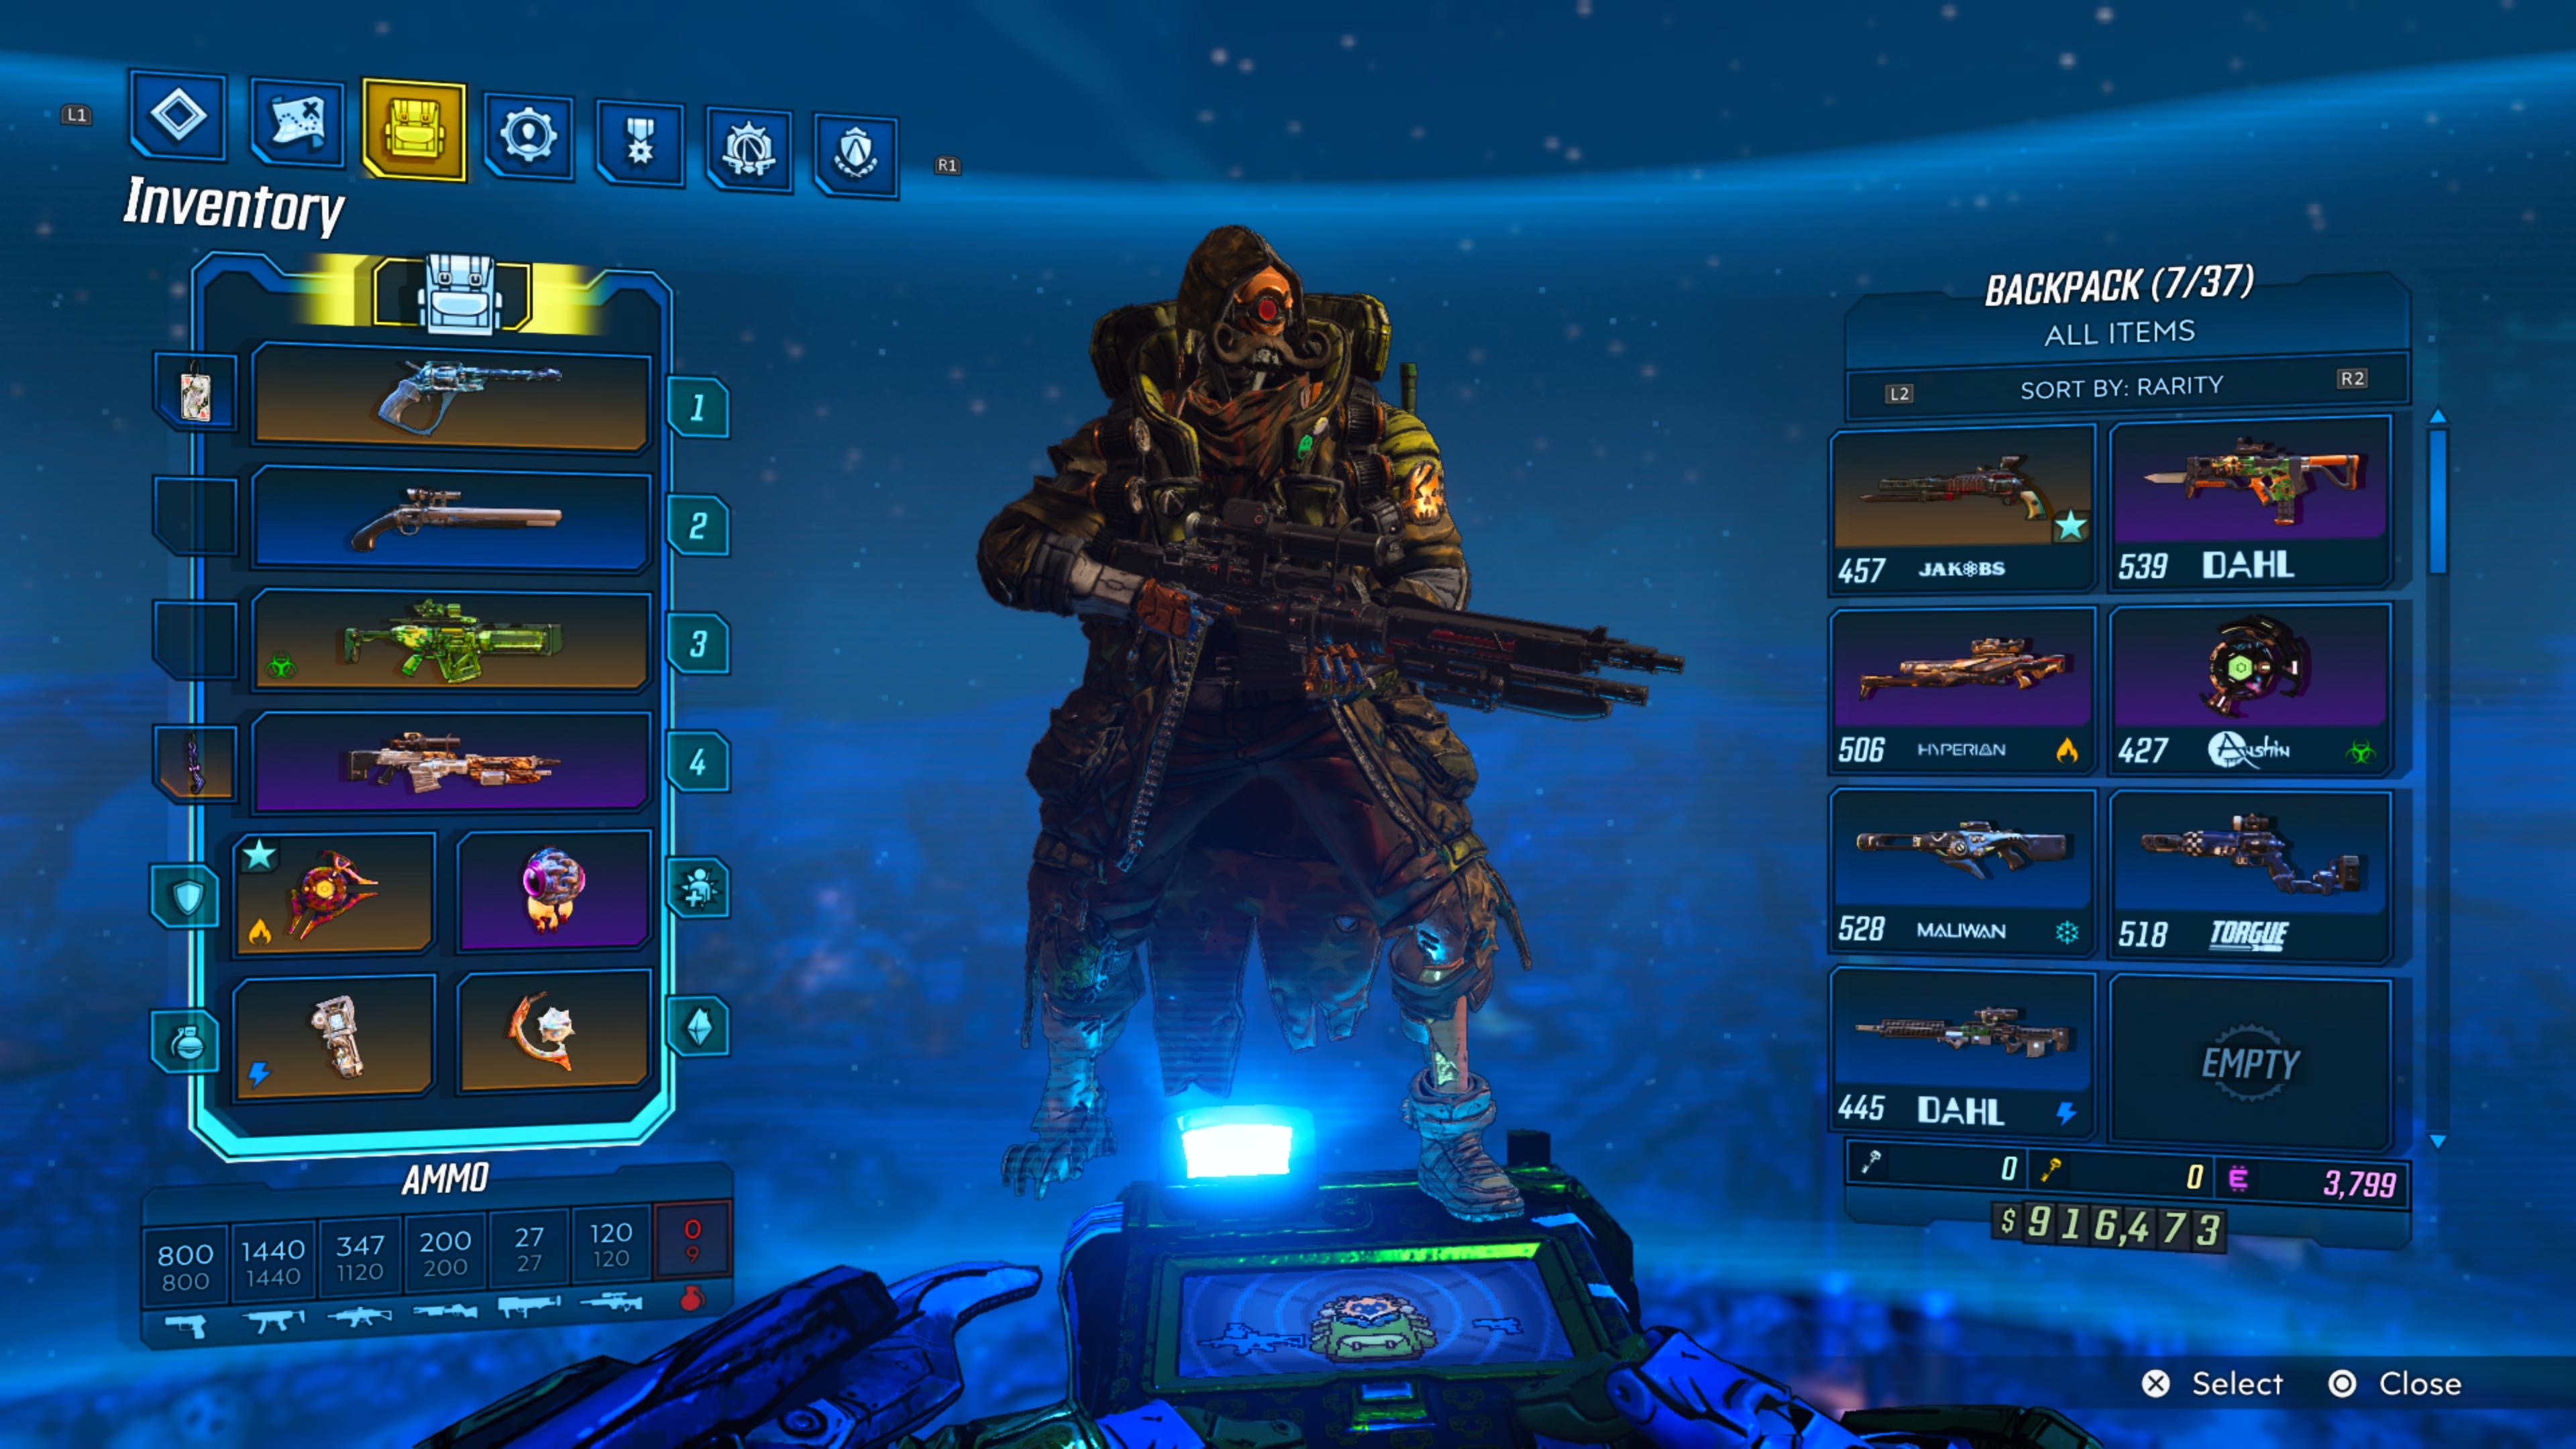 L1
R1
Inventory
1
2
3
4
AMMO
800 1440 347 200 27 120 0
800 1440 1120 200 27 120 9
BACKPACK (7/37)
ALL ITEMS
L2 SORT BY: RARITY R2
457 JAKOBS
539 DAHL
506 HYPERION
427 Anshin
528 MALIWAN
518 TORGUE
445 DAHL
EMPTY
0 0 3,799
$916,473
Select Close